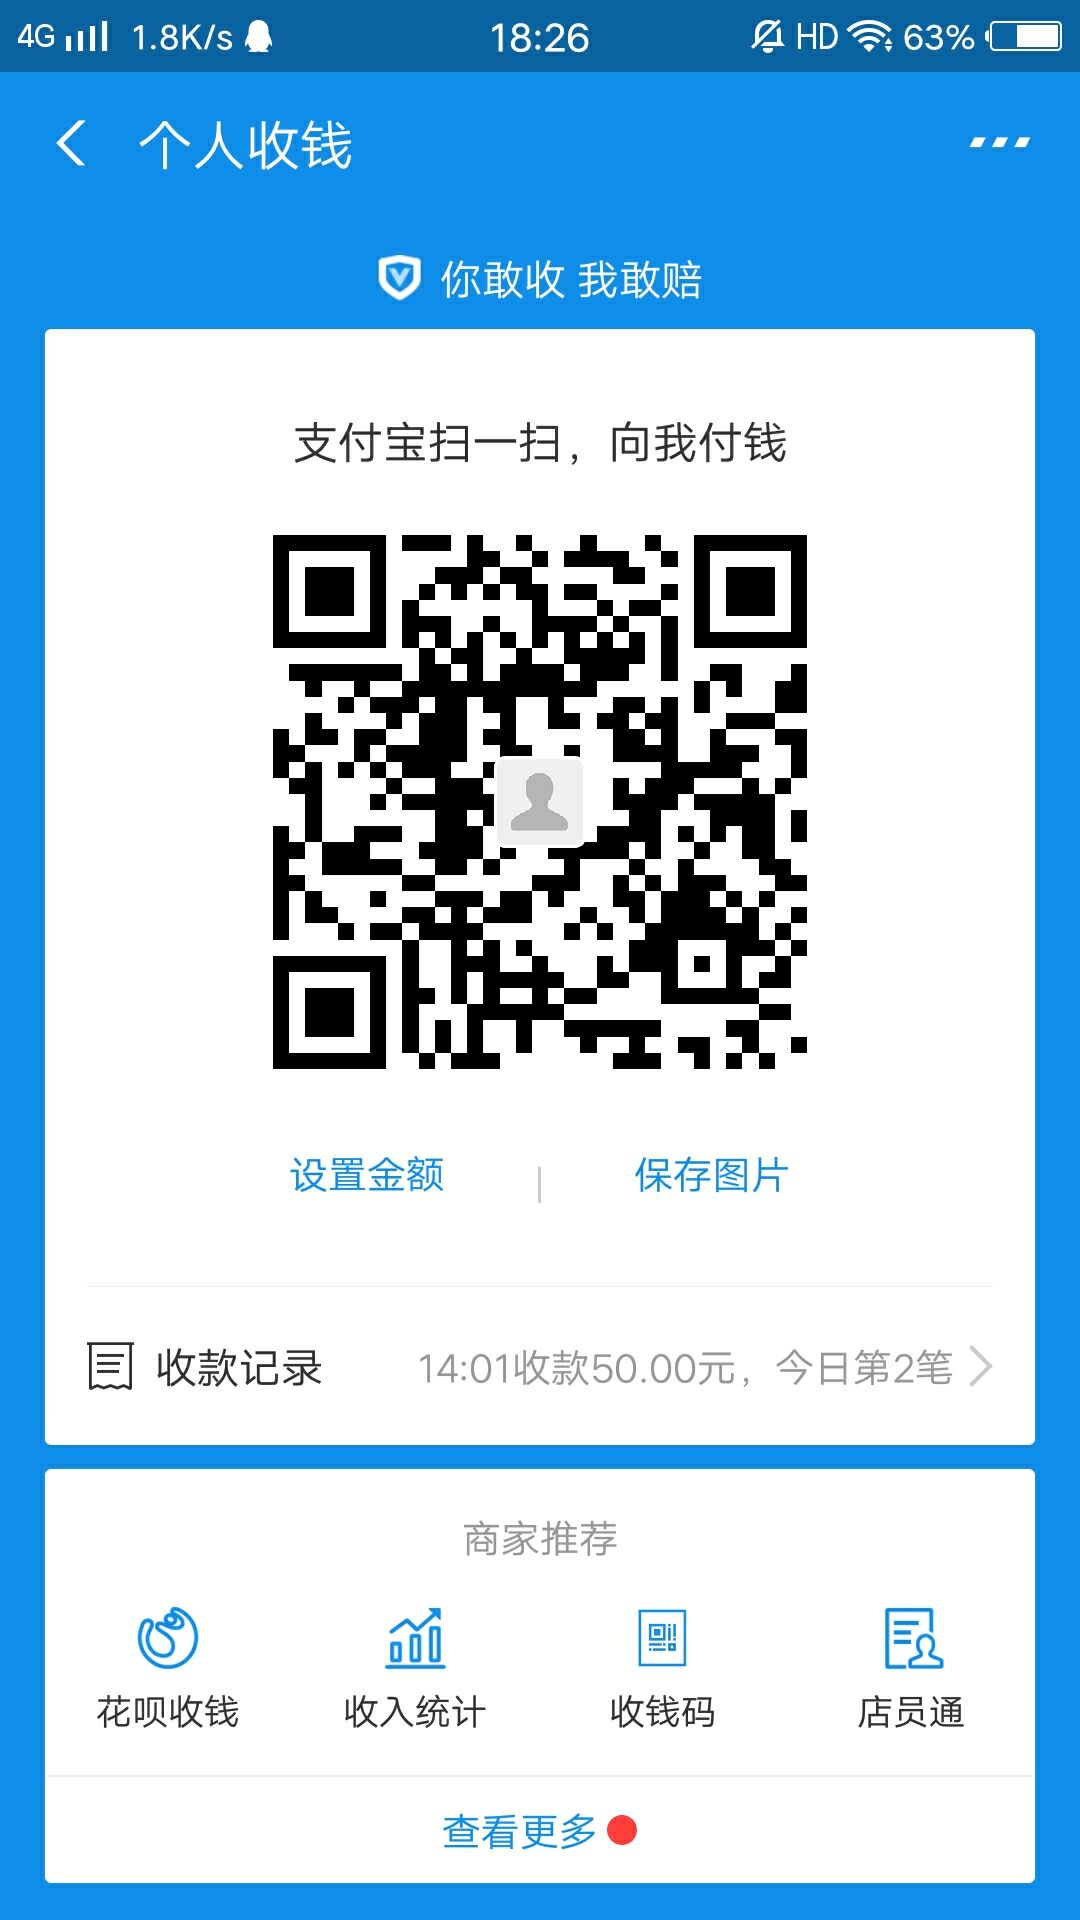 4G 1.8K/s 18:26 HD 63%
个人收钱
你敢收 我敢赔
支付宝扫一扫，向我付钱
设置金额 | 保存图片
收款记录 14:01收款50.00元，今日第2笔
商家推荐
花呗收钱 收入统计 收钱码 店员通
查看更多